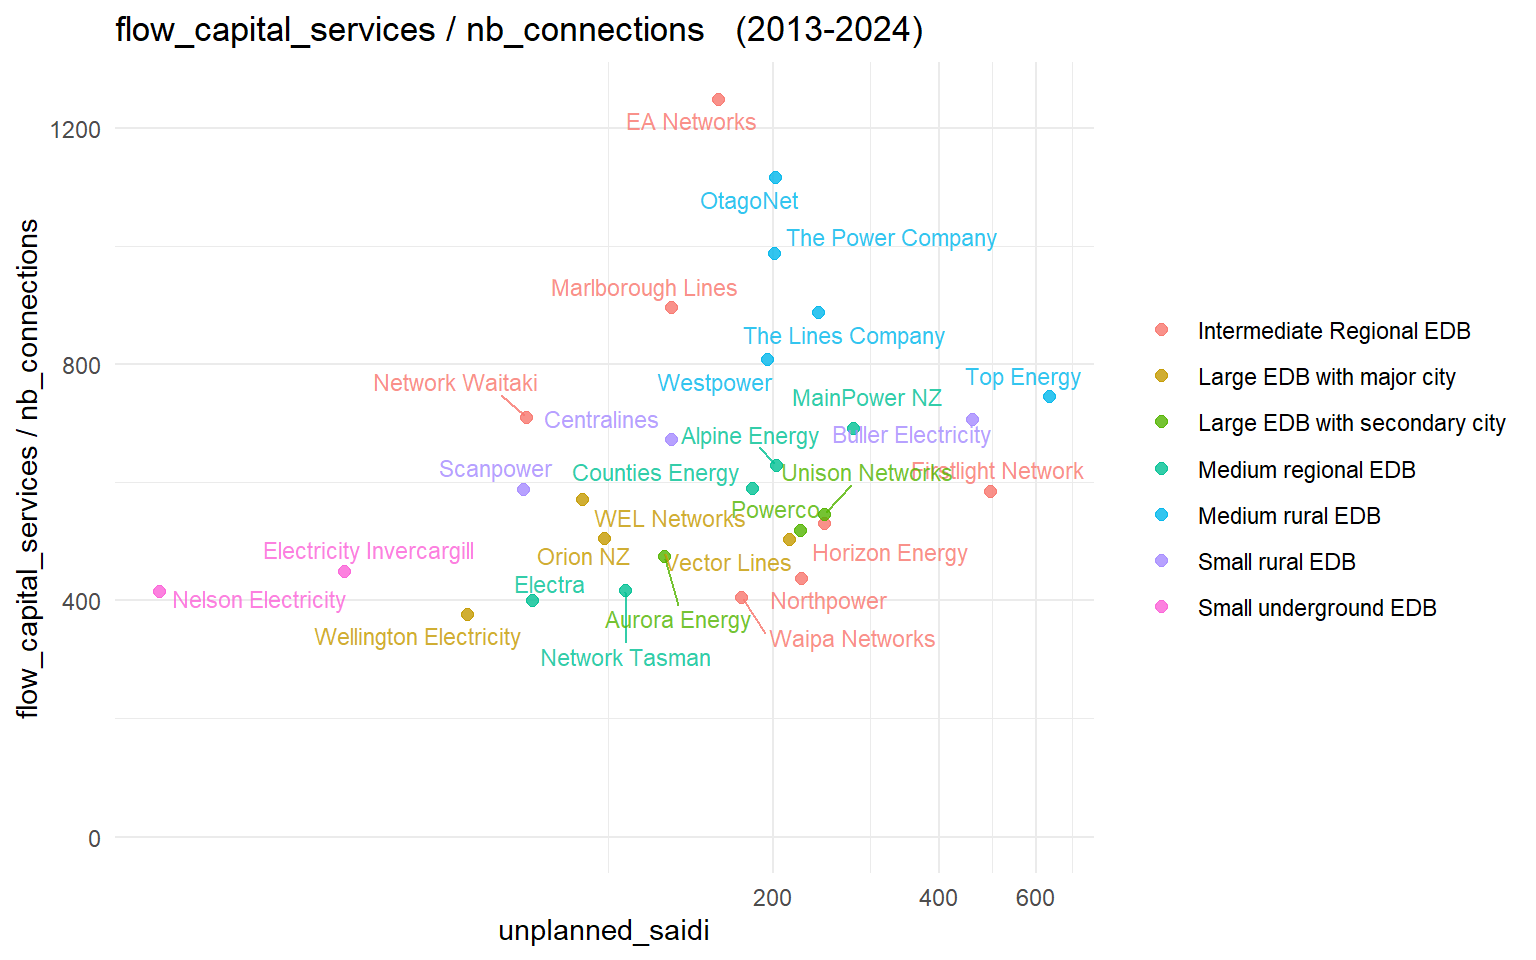 flow_capital_services / nb_connections (2013-2024)
flow_capital_services / nb_connections
1200
800
400
0
EA Networks
OtagoNet
The Power Company
Marlborough Lines
The Lines Company
Network Waitaki
Westpower
Top Energy
MainPower NZ
Centralines
Alpine Energy
Buller Electricity
Scanpower
Counties Energy
Unison Networks
Firstlight Network
Powerco
WEL Networks
Electricity Invercargill
Orion NZ
Vector Lines
Horizon Energy
Electra
Nelson Electricity
Northpower
Aurora Energy
Wellington Electricity
Waipa Networks
Network Tasman
200
400
600
unplanned_saidi
Intermediate Regional EDB
Large EDB with major city
Large EDB with secondary city
Medium regional EDB
Medium rural EDB
Small rural EDB
Small underground EDB